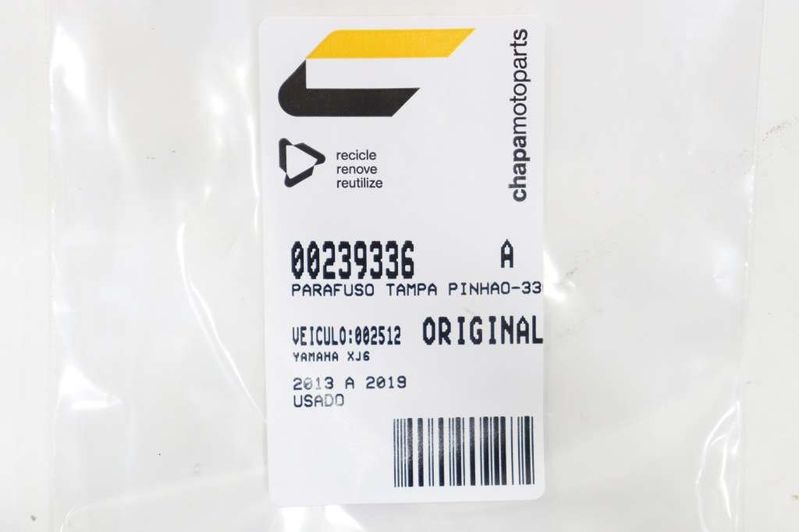 chapamotoparts
recicle
renove
reutilize
00239336 A
PARAFUSO TAMPA PINHAO-33
VEICULO:002512 ORIGINAL
YAMAHA XJ6
2013 A 2019
USADO